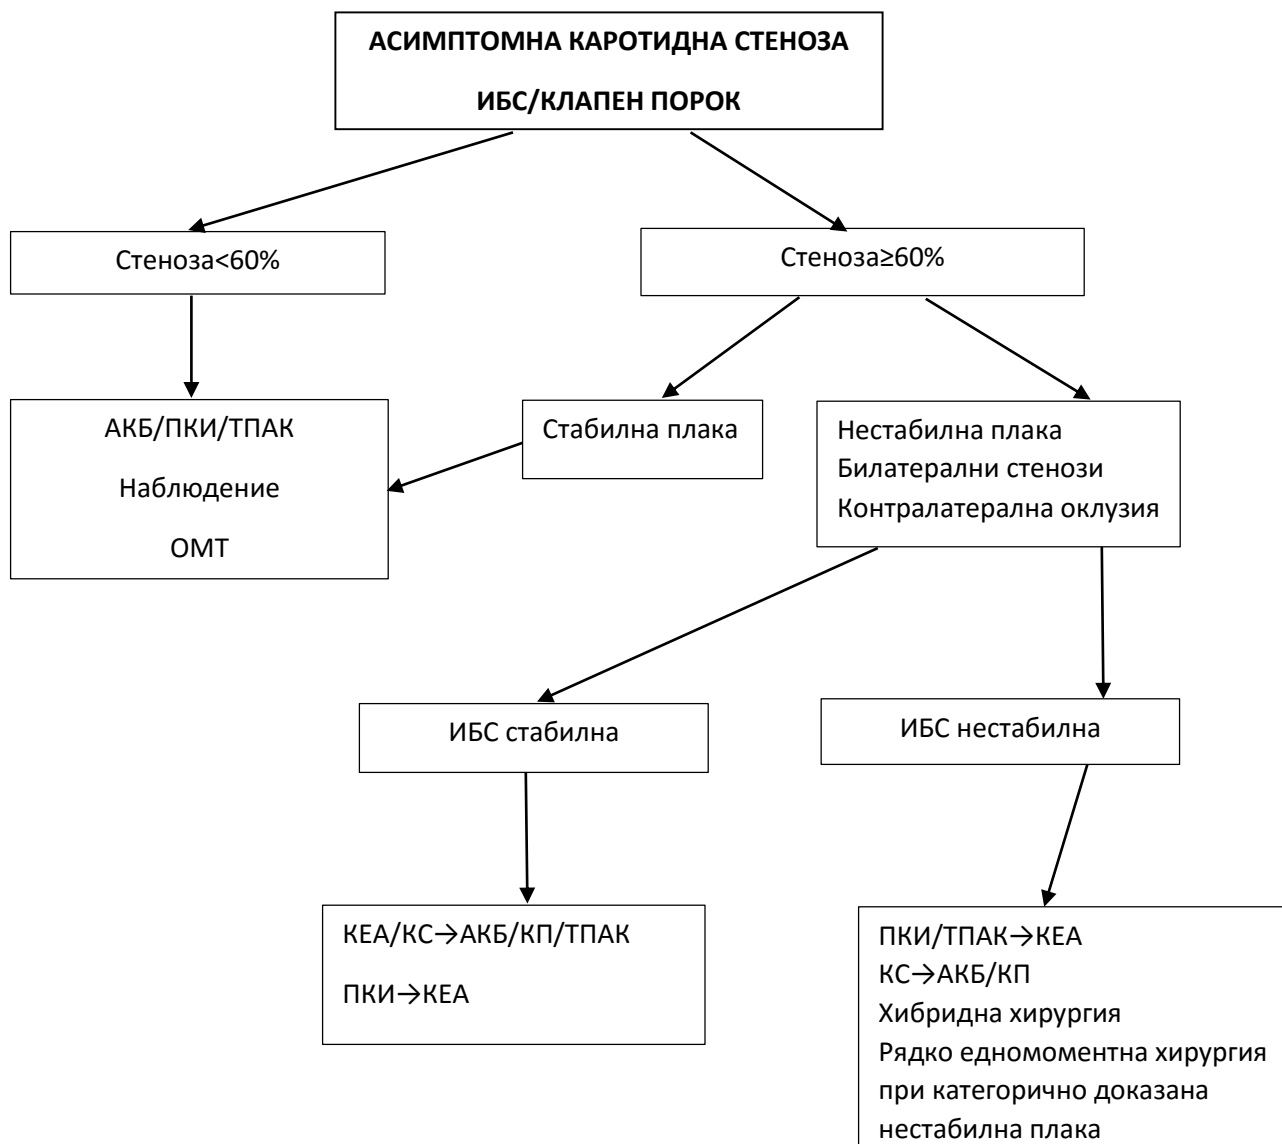 АСИМПТОМНА КАРОТИДНА СТЕНОЗА
ИБС/КЛАПЕН ПОРОК
Стеноза<60%
Стеноза≥60%
АКБ/ПКИ/ТПАК
Наблюдение
ОМТ
Стабилна плака
Нестабилна плака
Билатерални стенози
Контралатерална оклузия
ИБС стабилна
ИБС нестабилна
КЕА/КС→АКБ/КП/ТПАК
ПКИ→КЕА
ПКИ/ТПАК→КЕА
КС→АКБ/КП
Хибридна хирургия
Рядко едномоментна хирургия
при категорично доказана
нестабилна плака